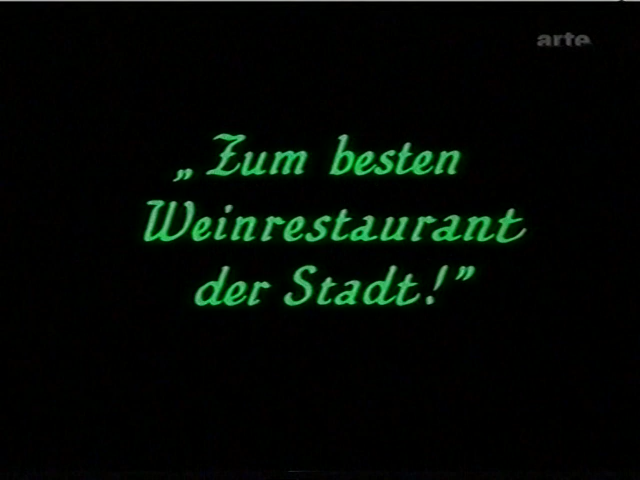 arte
„Zum besten
Weinrestaurant
der Stadt!”